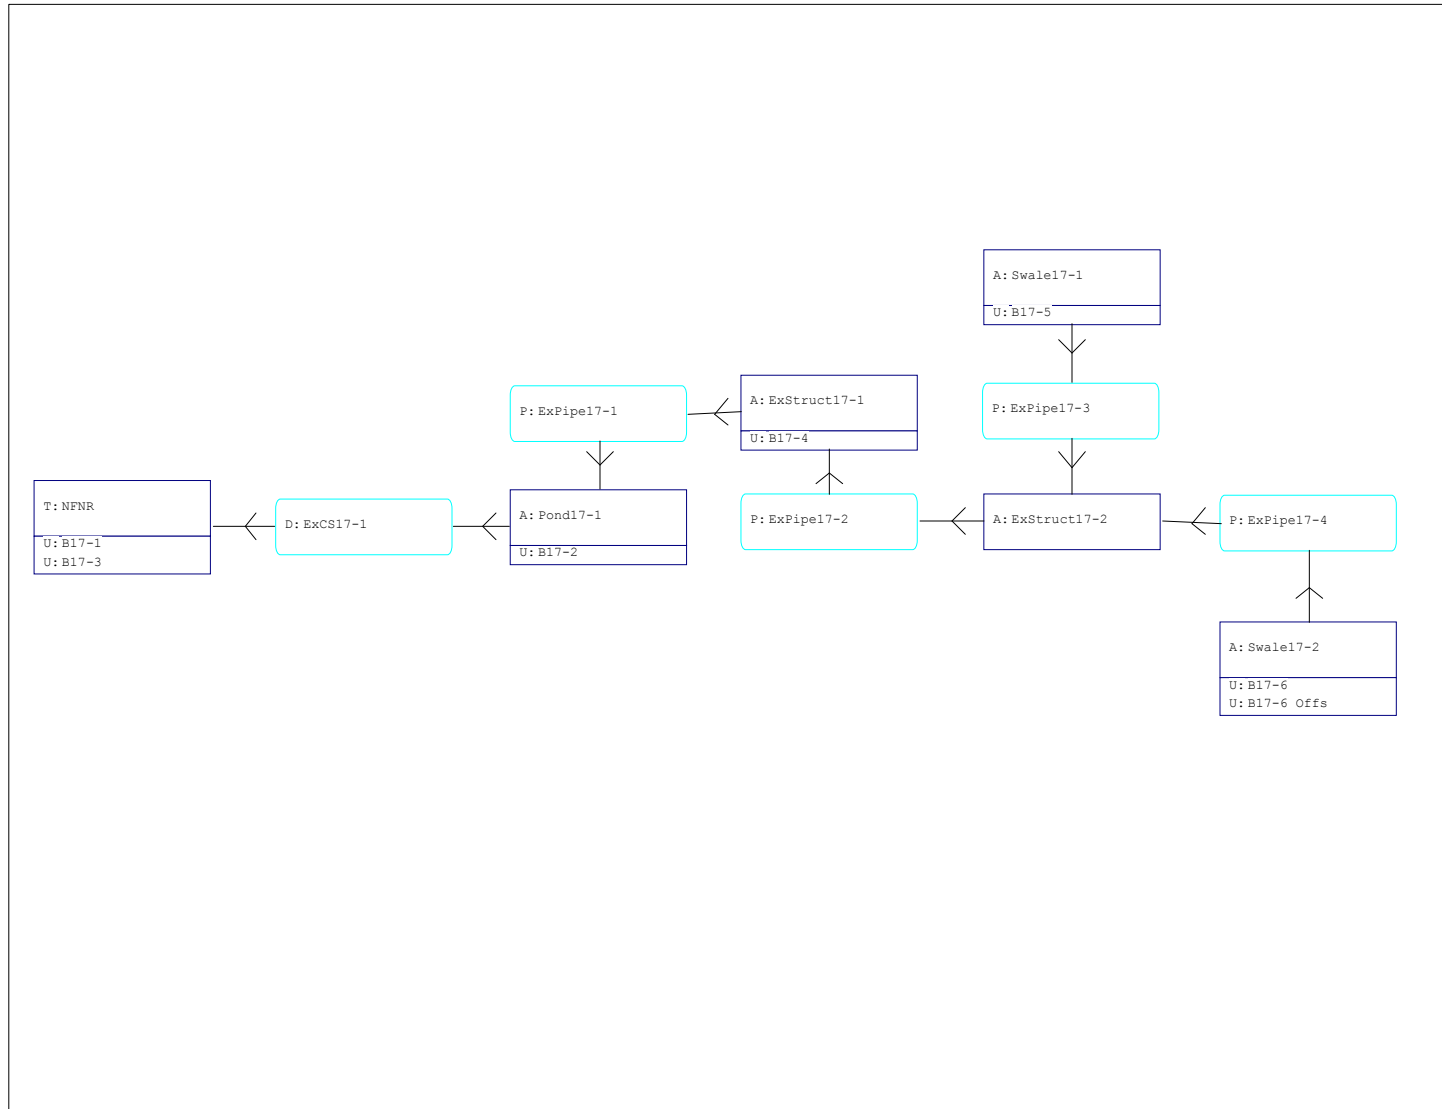 A: Swale17-1
U: B17-5
P: ExPipe17-1
A: ExStruct17-1
U: B17-4
P: ExPipe17-3
T: NFNR
U: B17-1
U: B17-3
D: ExCS17-1
A: Pond17-1
U: B17-2
P: ExPipe17-2
A: ExStruct17-2
P: ExPipe17-4
A: Swale17-2
U: B17-6
U: B17-6 Offs